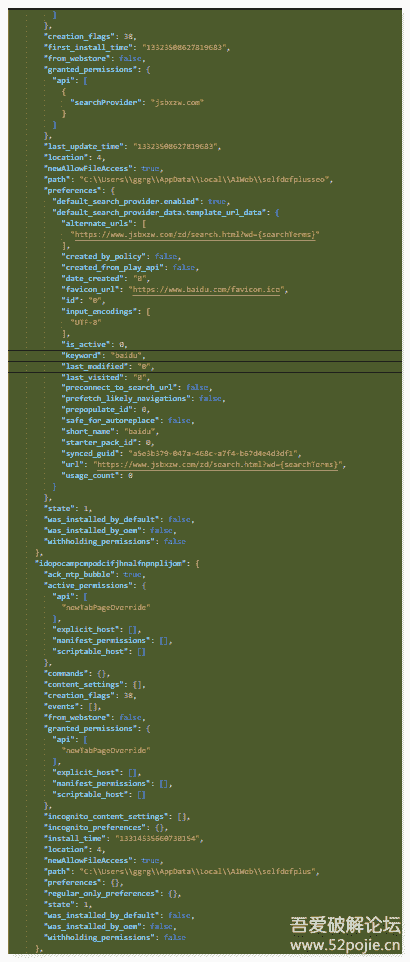 ]
},
"creation_flags": 38,
"first_install_time": "13323508627819683",
"from_webstore": false,
"granted_permissions": {
"api": [
{
"searchProvider": "jsbxzw.com"
}
]
},
"last_update_time": "13323508627819683",
"location": 4,
"newAllowFileAccess": true,
"path": "C:\\Users\\ggrg\\AppData\\Local\\A1Web\\selfdefplusseo",
"preferences": {
"default_search_provider.enabled": true,
"default_search_provider_data.template_url_data": {
"alternate_urls": [
"https://www.jsbxzw.com/zd/search.html?wd={searchTerms}"
],
"created_by_policy": false,
"created_from_play_api": false,
"date_created": "0",
"favicon_url": "https://www.baidu.com/favicon.ico",
"id": "0",
"input_encodings": [
"UTF-8"
],
"is_active": 0,
"keyword": "baidu",
"last_modified": "0",
"last_visited": "0",
"preconnect_to_search_url": false,
"prefetch_likely_navigations": false,
"prepopulate_id": 0,
"safe_for_autoreplace": false,
"short_name": "baidu",
"starter_pack_id": 0,
"synced_guid": "a5e3b379-047a-468c-a7f4-b67d4e4d3df1",
"url": "https://www.jsbxzw.com/zd/search.html?wd={searchTerms}",
"usage_count": 0
}
},
"state": 1,
"was_installed_by_default": false,
"was_installed_by_oem": false,
"withholding_permissions": false
},
"idopocampcmpodcifjhnalfnpnplijom": {
"ack_ntp_bubble": true,
"active_permissions": {
"api": [
"newTabPageOverride"
],
"explicit_host": [],
"manifest_permissions": [],
"scriptable_host": []
},
"commands": {},
"content_settings": [],
"creation_flags": 38,
"events": [],
"from_webstore": false,
"granted_permissions": {
"api": [
"newTabPageOverride"
],
"explicit_host": [],
"manifest_permissions": [],
"scriptable_host": []
},
"incognito_content_settings": [],
"incognito_preferences": {},
"install_time": "13314535660738154",
"location": 4,
"newAllowFileAccess": true,
"path": "C:\\Users\\ggrg\\AppData\\Local\\A1Web\\selfdefplus",
"preferences": {},
"regular_only_preferences": {},
"state": 1,
"was_installed_by_default": false,
"was_installed_by_oem": false,
"withholding_permissions": false
},
吾爱破解论坛
www.52pojie.cn